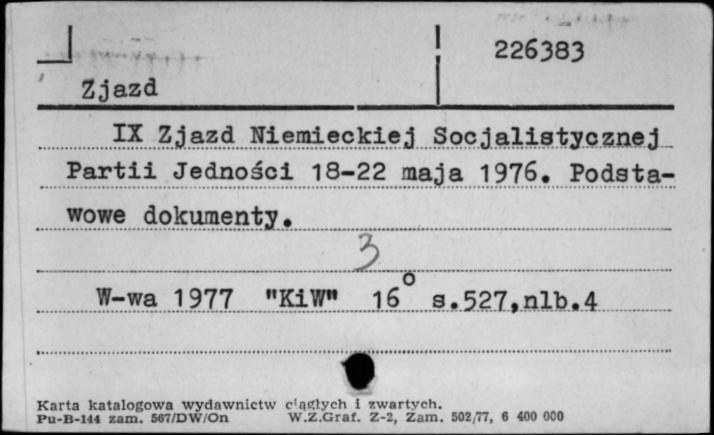 226383
Zjazd
IX Zjazd Niemieckiej Socjalistycznej
Partii Jedności 18-22 maja 1976. Podsta-
wowe dokumenty.
3
W-wa 1977 "KiW" 16° s.527,nlb.4
Karta katalogowa wydawnictw ciągłych i zwartych.
Pu-B-144 zam. 567/DW/On W.Z.Graf. Z-2, Zam. 502/77, 6 400 000